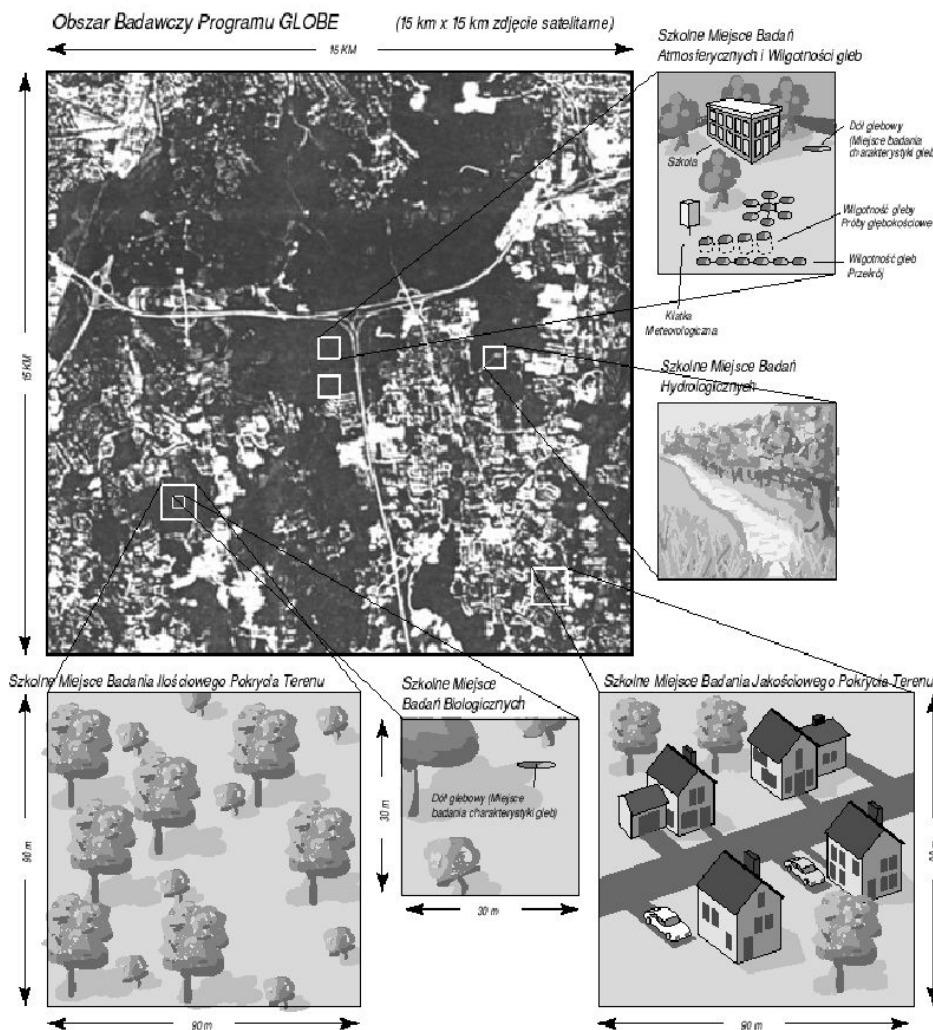 Obszar Badawczy Programu GLOBE (15 km x 15 km zdjęcie satelitarne)
15 KM
15 KM
Szkolne Miejsce Badań
Atmosferycznych i Wilgotności gleb
Szkoła
Dół glebowy
(Miejsce badania
charakterystyki gleb
Wilgotność gleby
Próby głębokościowe
Wilgotność gleb
Przekrój
Klatka
Meteorologiczna
Szkolne Miejsce Badań
Hydrologicznych
Szkolne Miejsce Badania Ilościowego Pokrycia Terenu
90 m
90 m
Szkolne Miejsce
Badań Biologicznych
30 m
Dół glebowy (Miejsce
badania charakterystyki gleb)
30 m
Szkolne Miejsce Badania Jakościowego Pokrycia Terenu
90 m